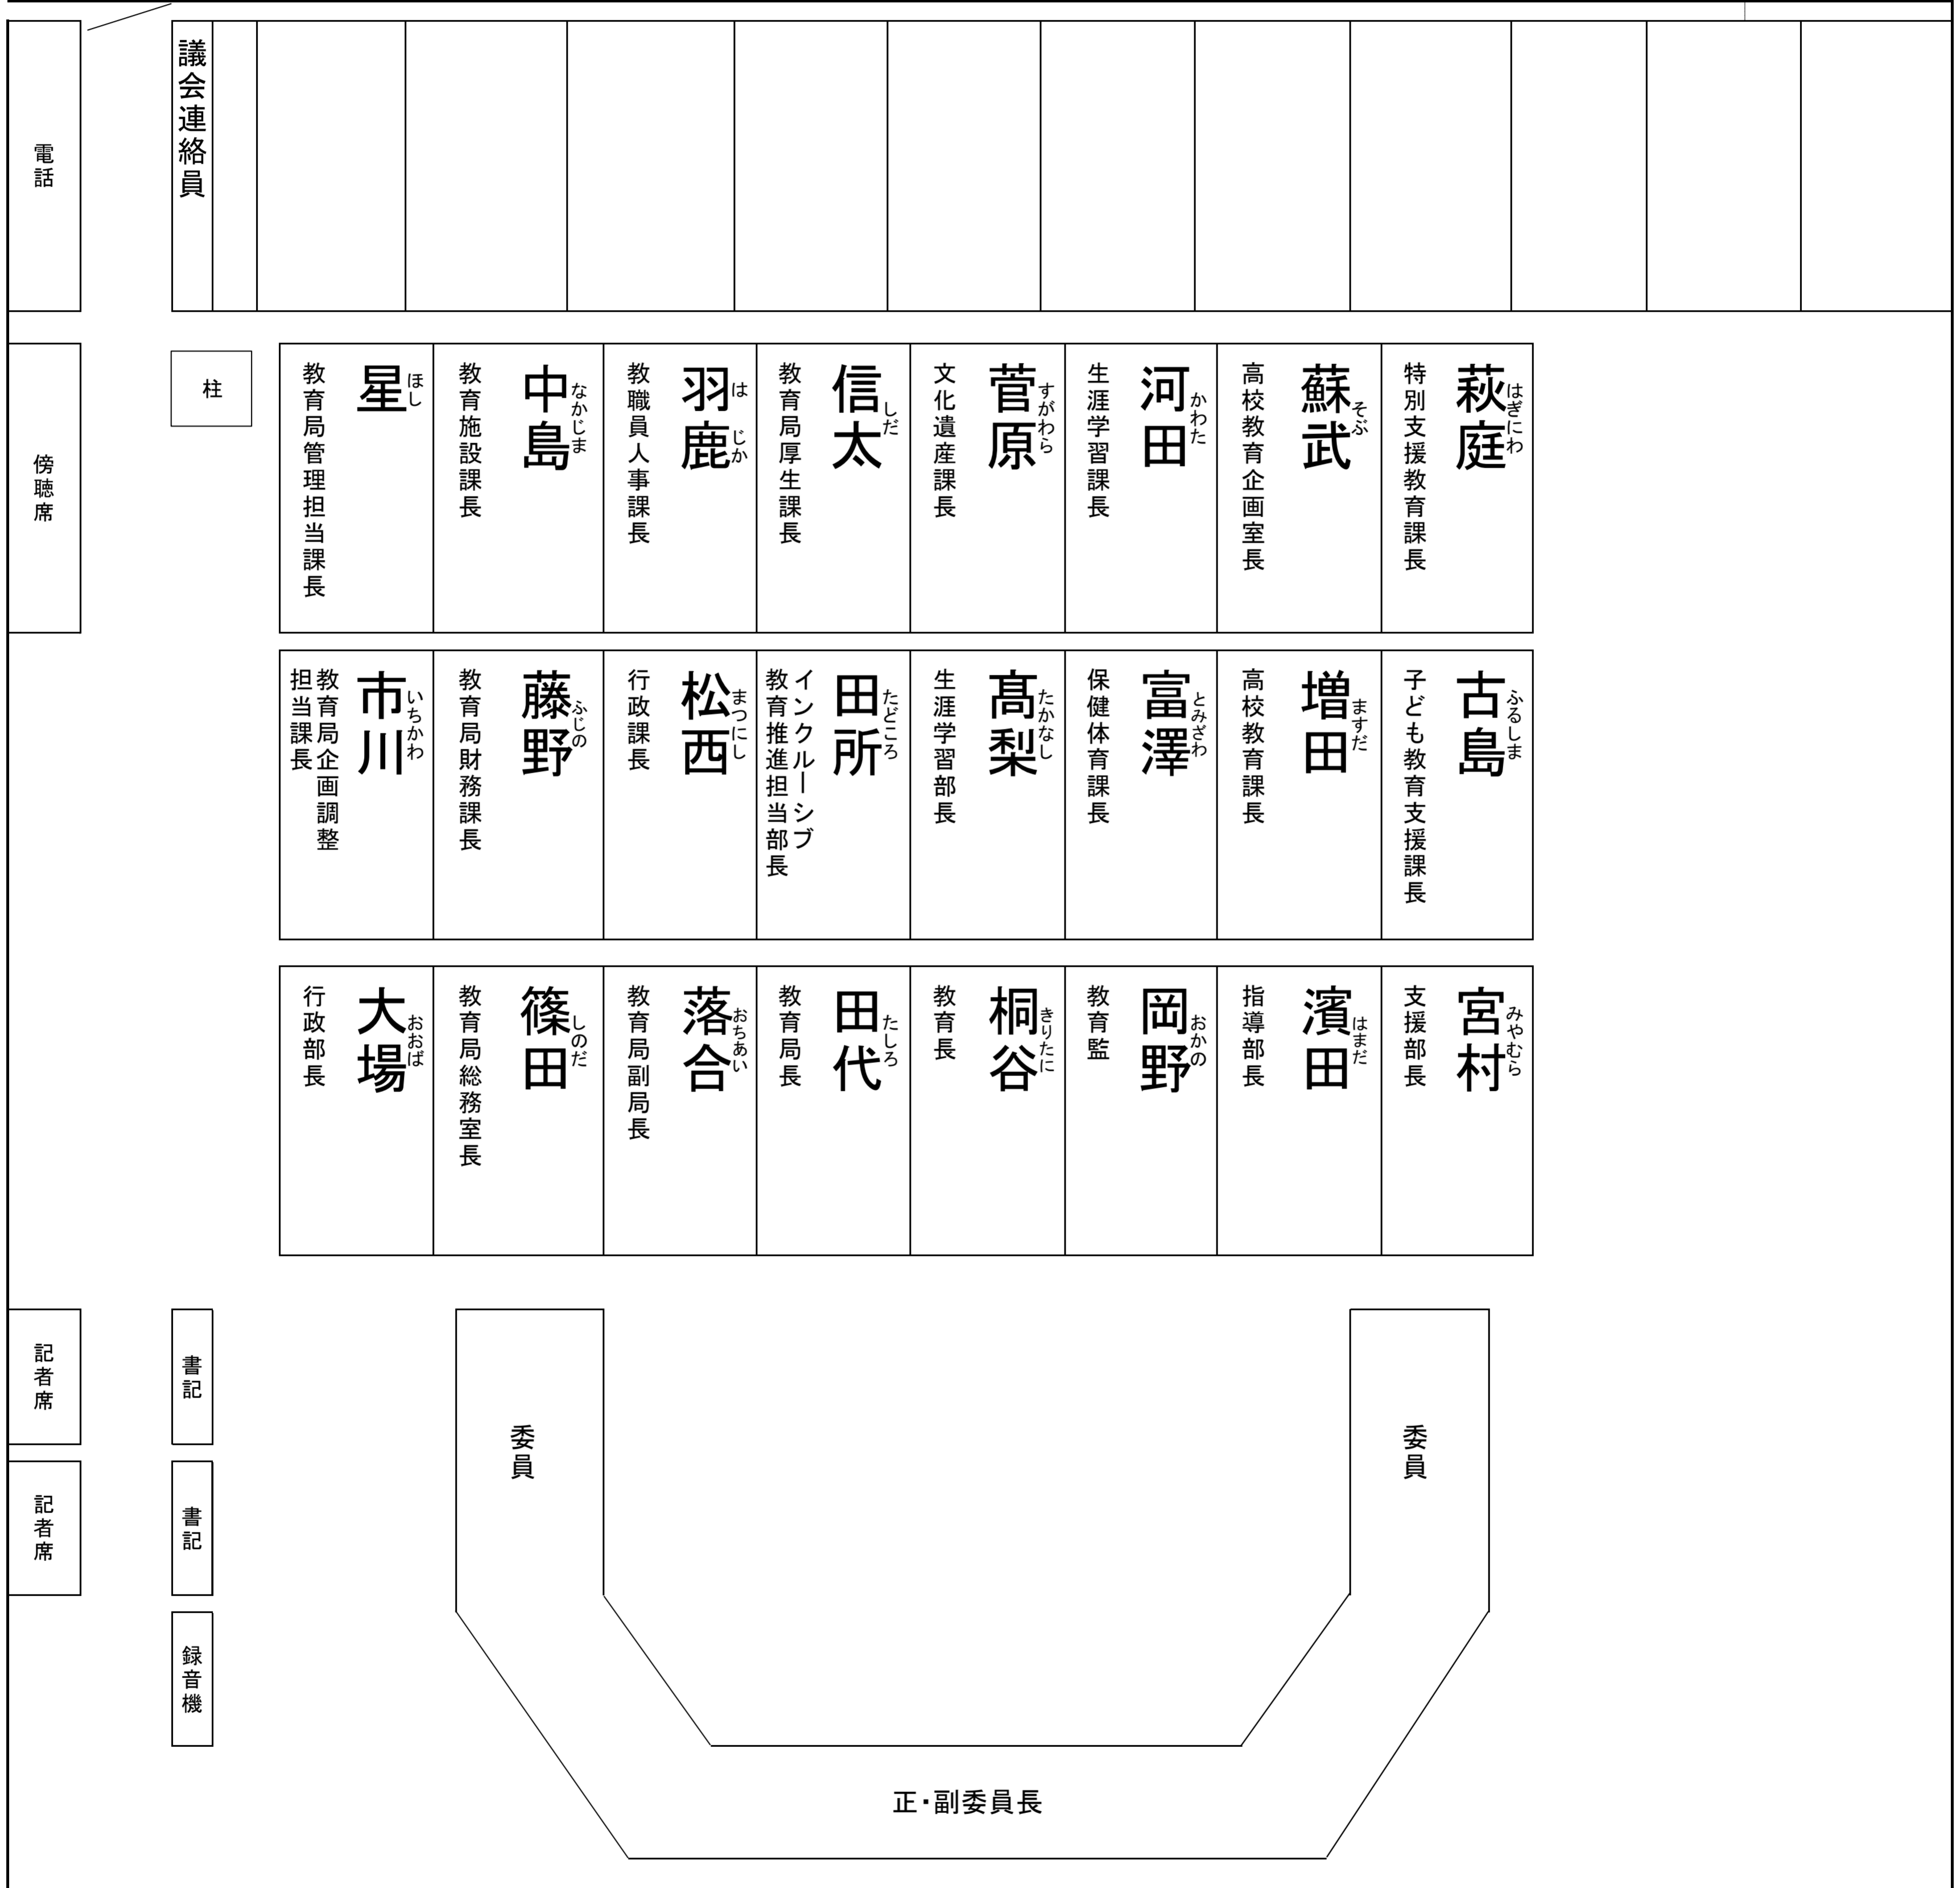 電話
議会連絡員
傍聴席
柱
教育局管理担当課長
星
ほし
教育施設課長
中島
なかじま
教職員人事課長
羽鹿
は じか
教育局厚生課長
信太
しだ
文化遺産課長
菅原
すがわら
生涯学習課長
河田
かわた
高校教育企画室長
蘇武
そぶ
特別支援教育課長
萩庭
はぎにわ
教育局企画調整
担当課長
市川
いちかわ
教育局財務課長
藤野
ふじの
行政課長
松西
まつにし
インクルーシブ
教育推進担当部長
田所
たどころ
生涯学習部長
髙梨
たかなし
保健体育課長
富澤
とみざわ
高校教育課長
増田
ますだ
子ども教育支援課長
古島
ふるしま
行政部長
大場
おおば
教育局総務室長
篠田
しのだ
教育局副局長
落合
おちあい
教育局長
田代
たしろ
教育長
桐谷
きりたに
教育監
岡野
おかの
指導部長
濱田
はまだ
支援部長
宮村
みやむら
記者席
書記
委員
委員
記者席
書記
録音機
正・副委員長